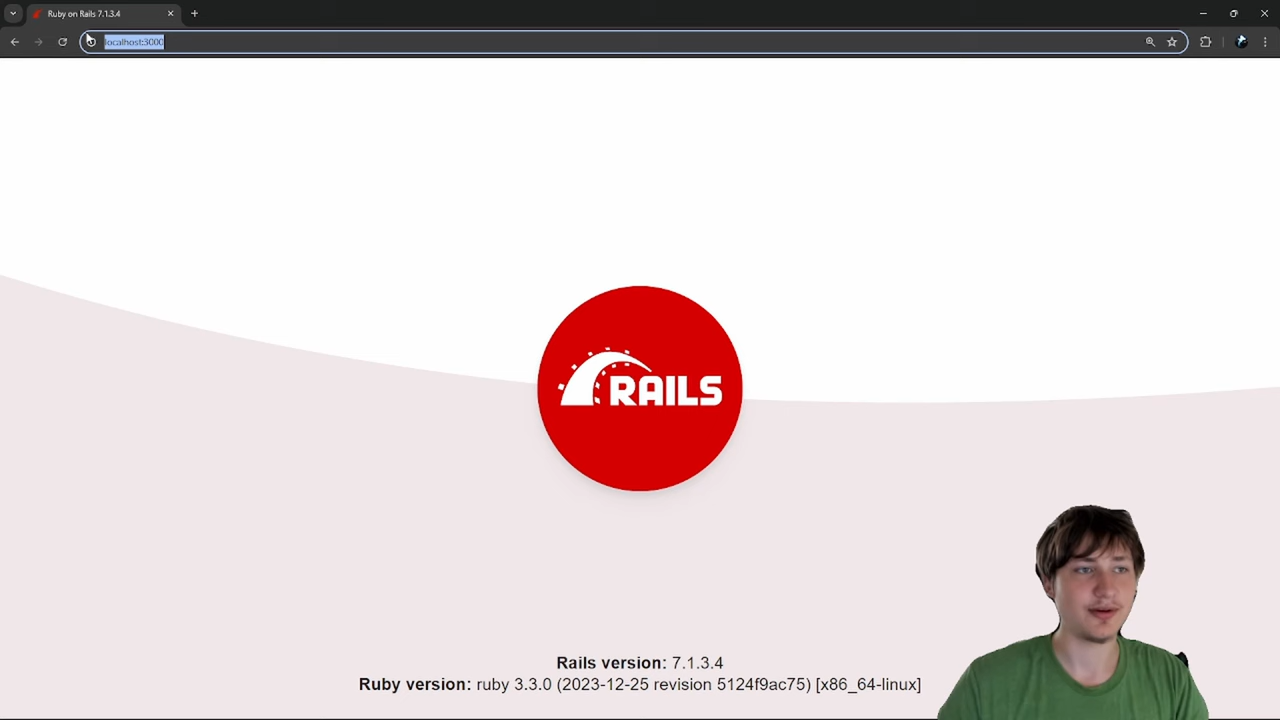 Ruby on Rails 7.1.3.4
localhost:3000
RAILS
Rails version: 7.1.3.4
Ruby version: ruby 3.3.0 (2023-12-25 revision 5124f9ac75) [x86_64-linux]